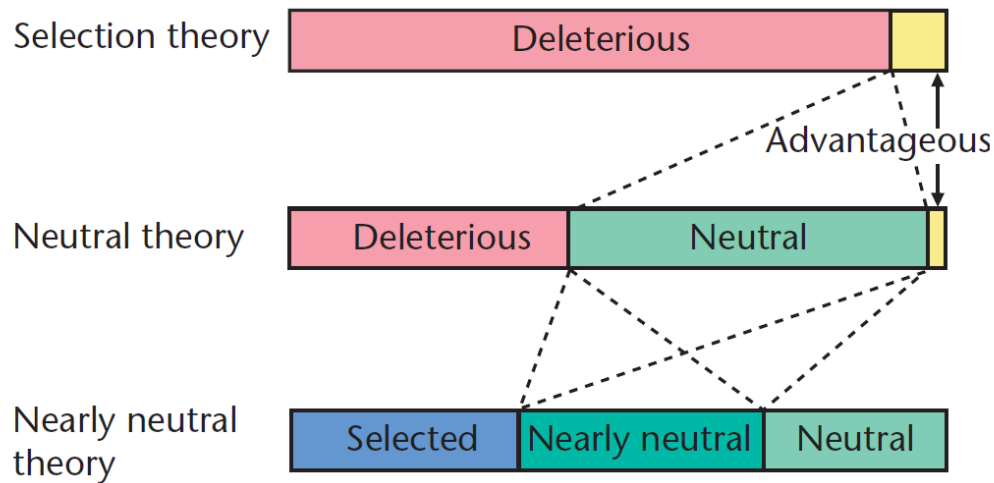 Selection theory
Deleterious
Advantageous
Neutral theory
Deleterious
Neutral
Nearly neutral
theory
Selected
Nearly neutral
Neutral